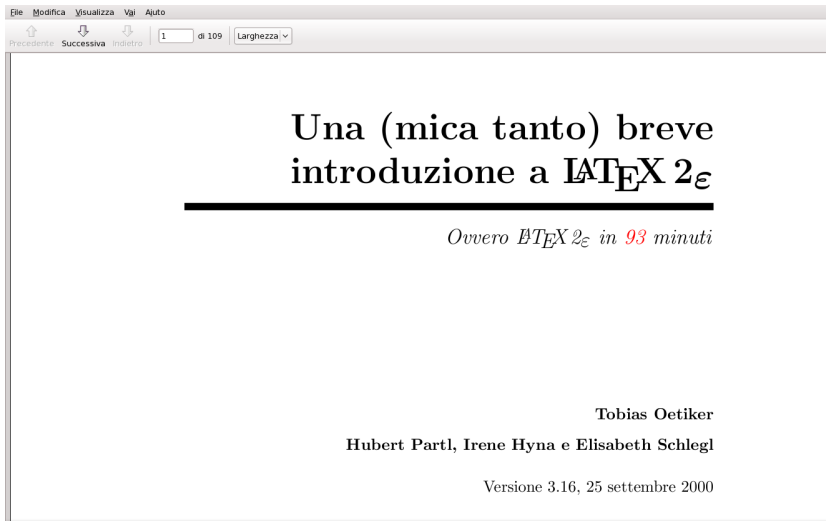 File Modifica Visualizza Vai Aiuto
Precedente Successiva Indietro 1 di 109 Larghezza
Una (mica tanto) breve
introduzione a LATEX 2ε
Ovvero LATEX 2ε in 93 minuti
Tobias Oetiker
Hubert Partl, Irene Hyna e Elisabeth Schlegl
Versione 3.16, 25 settembre 2000